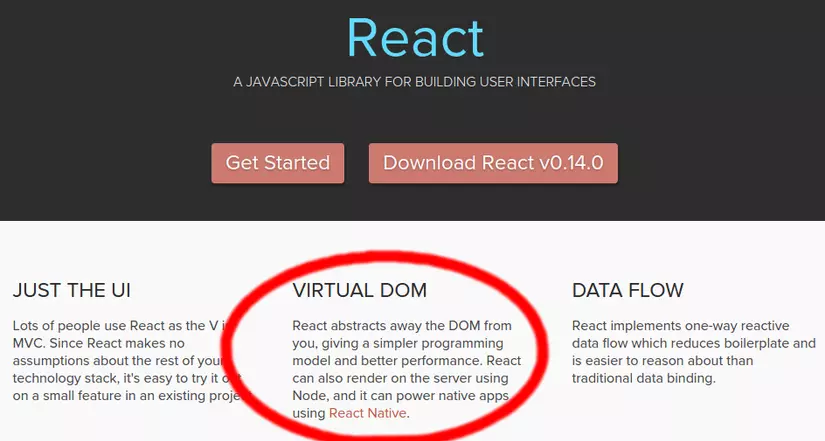 React
A JAVASCRIPT LIBRARY FOR BUILDING USER INTERFACES
Get Started
Download React v0.14.0
JUST THE UI
Lots of people use React as the V
MVC. Since React makes no
assumptions about the rest of your
technology stack, it's easy to try it
on a small feature in an existing
VIRTUAL DOM
React abstracts away the DOM from
you, giving a simpler programming
model and better performance. React
can also render on the server using
Node, and it can power native apps
using React Native.
DATA FLOW
React implements one-way reactive
data flow which reduces boilerplate and
is easier to reason about than
traditional data binding.